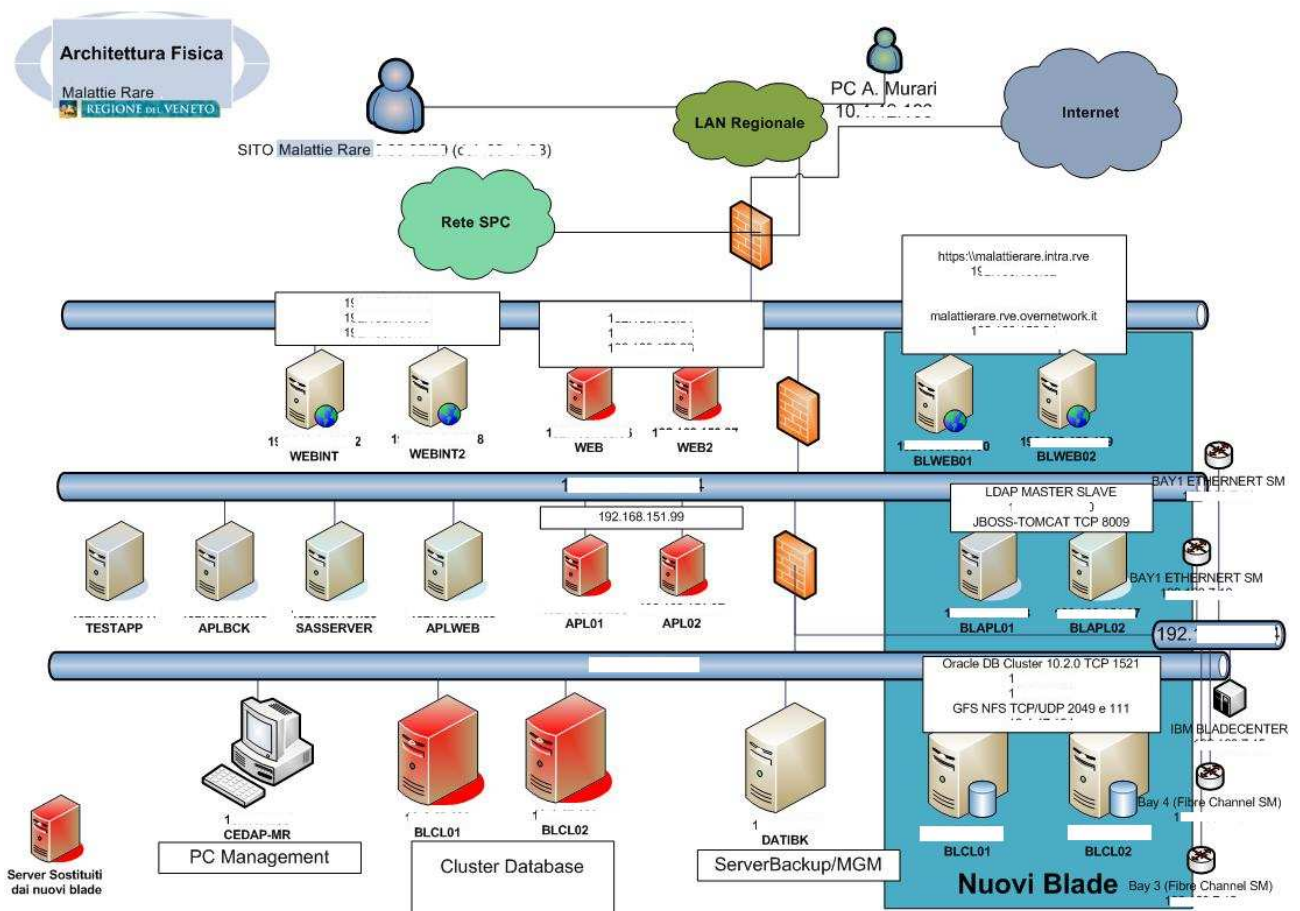 Architettura Fisica
Malattie Rare
REGIONE DEL VENETO
PC A. Murari
LAN Regionale
Internet
SITO Malattie Rare
Rete SPC
https:\\malattierare.intra.rve
malattierare.rve.overnetwork.it
WEBINT
WEBINT2
WEB
WEB2
BLWEB01
BLWEB02
BAY1 ETHERNERT SM
LDAP MASTER SLAVE
JBOSS-TOMCAT TCP 8009
192.168.151.99
BAY1 ETHERNERT SM
TESTAPP
APLBCK
SASSERVER
APLWEB
APL01
APL02
BLAPL01
BLAPL02
192.
Oracle DB Cluster 10.2.0 TCP 1521
GFS NFS TCP/UDP 2049 e 111
IBM BLADECENTER
Bay 4 (Fibre Channel SM)
CEDAP-MR
BLCL01
BLCL02
DATIBK
BLCL01
BLCL02
PC Management
Cluster Database
ServerBackup/MGM
Server Sostituiti
dai nuovi blade
Nuovi Blade
Bay 3 (Fibre Channel SM)